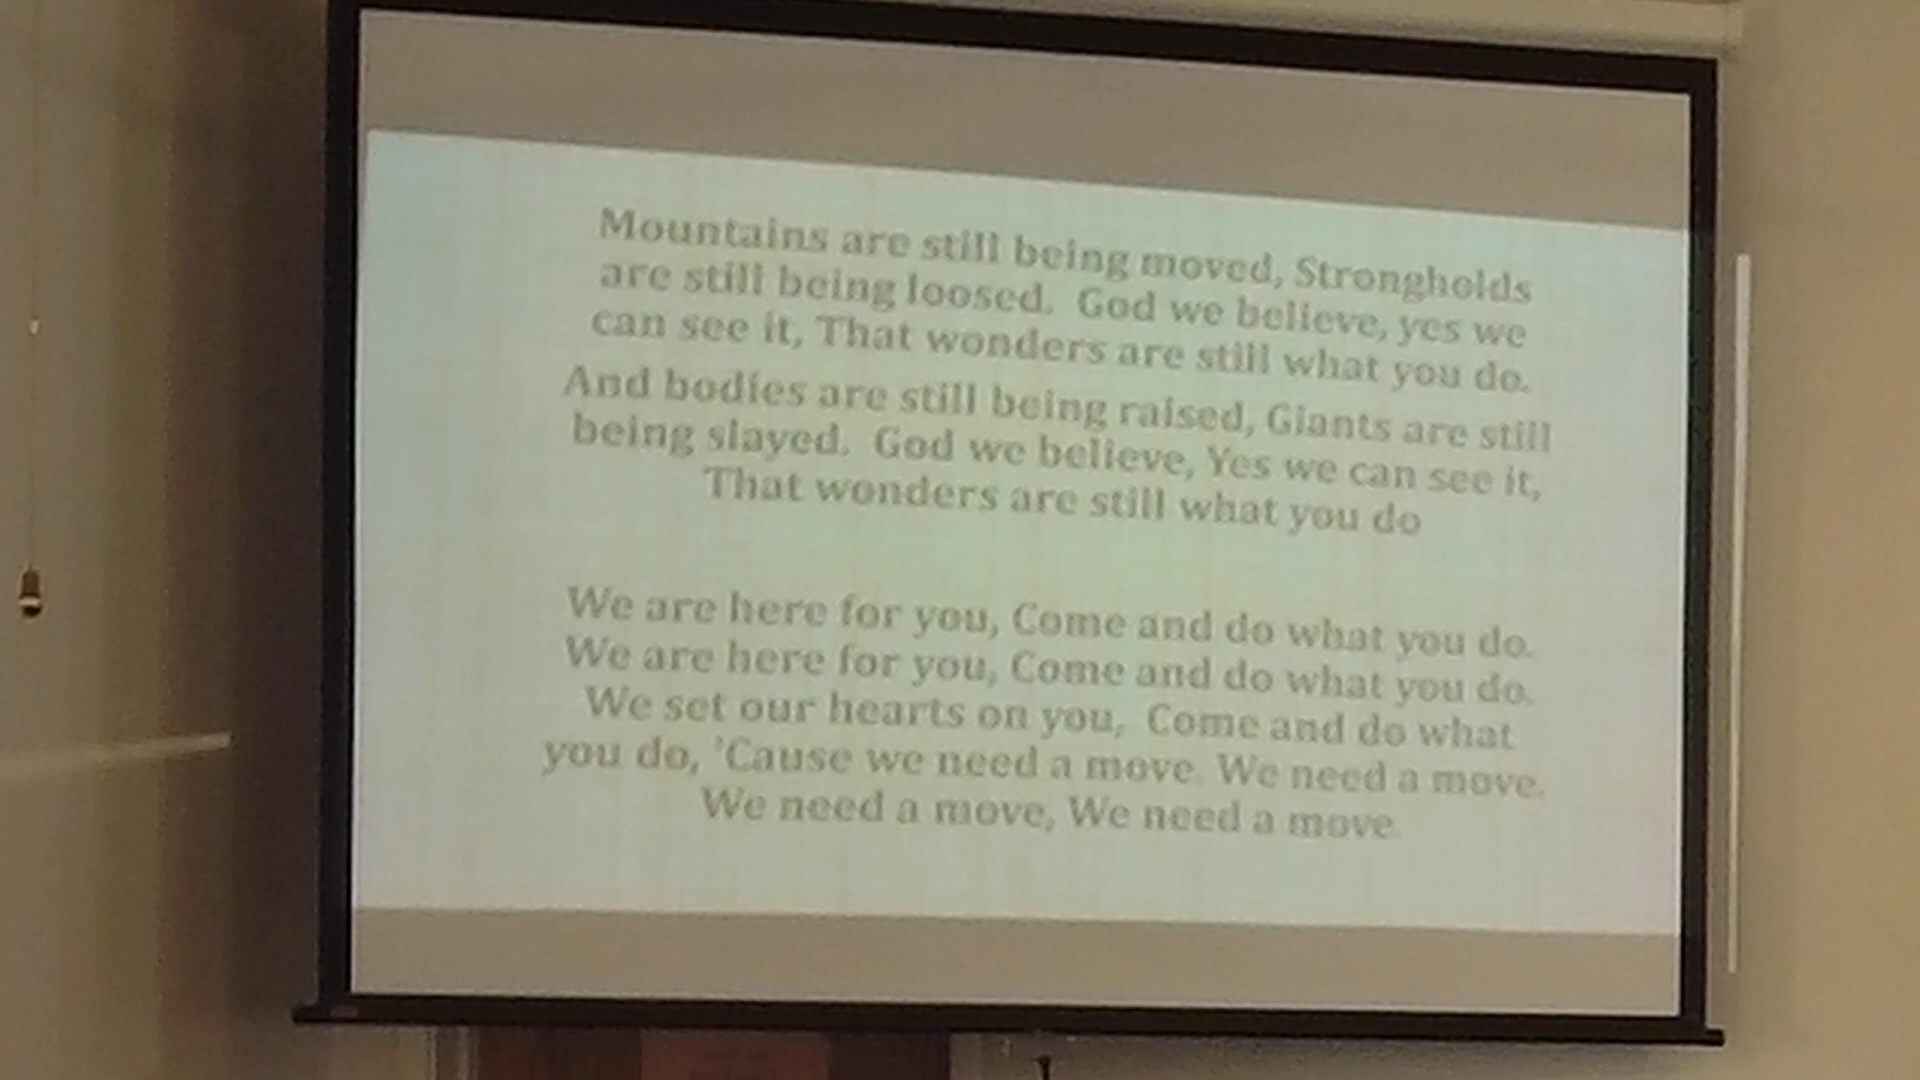 Mountains are still being moved, Strongholds
are still being loosed. God we believe, yes we
can see it, That wonders are still what you do.
And bodies are still being raised, Giants are still
being slayed. God we believe, Yes we can see it,
That wonders are still what you do
We are here for you, Come and do what you do.
We are here for you, Come and do what you do.
We set our hearts on you, Come and do what
you do, 'Cause we need a move. We need a move.
We need a move, We need a move.